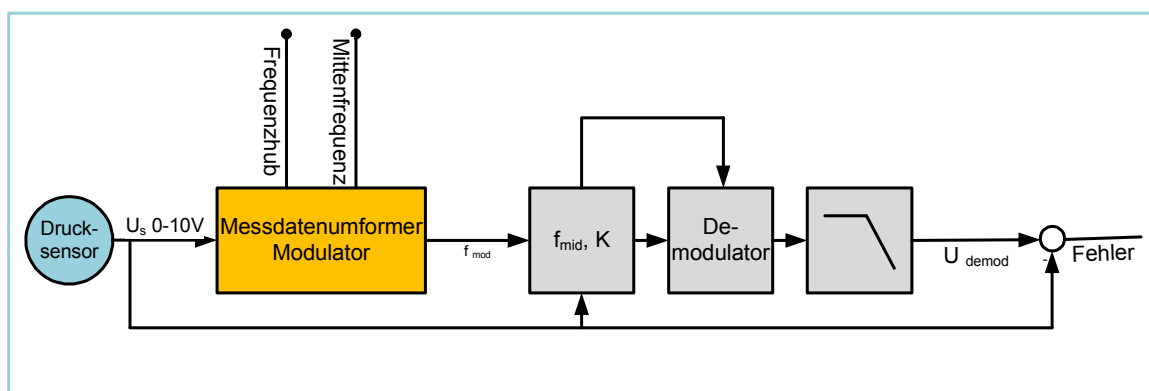 Frequenzhub
Mittenfrequenz
Druck-
sensor
Us 0-10V
Messdatenumformer
Modulator
f mod
fmid, K
De-
modulator
U demod
-
Fehler